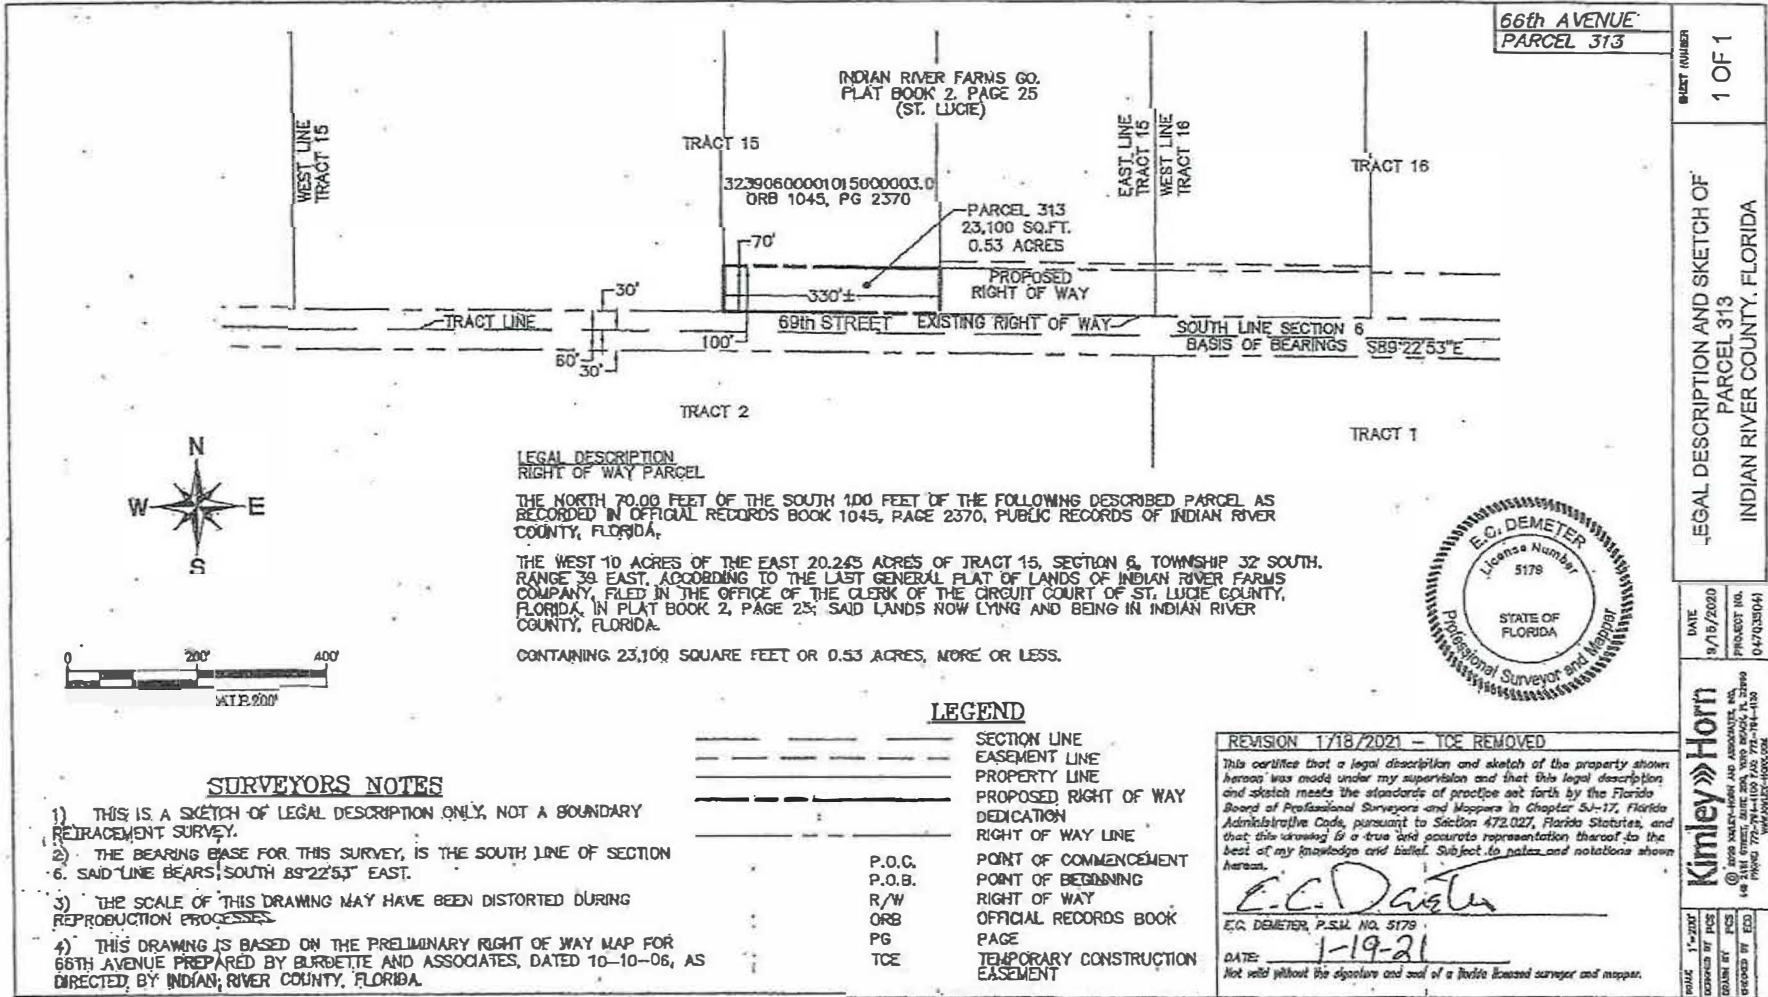 66th AVENUE
PARCEL 313
INDIAN RIVER FARMS CO.
PLAT BOOK 2, PAGE 25
(ST. LUCIE)
WEST LINE
TRACT 15
TRACT 15
EAST LINE
TRACT 15
WEST LINE
TRACT 16
TRACT 16
32390600001015000003.0
ORB 1045, PG 2370
PARCEL 313
23,100 SQ.FT.
0.53 ACRES
70'
PROPOSED
RIGHT OF WAY
330'±
30'
TRACT LINE
69th STREET
EXISTING RIGHT OF WAY
SOUTH LINE SECTION 6
BASIS OF BEARINGS S89°22'53"E
100'
60'
30'
TRACT 2
TRACT 1
N
W
E
S
LEGAL DESCRIPTION
RIGHT OF WAY PARCEL
THE NORTH 70.00 FEET OF THE SOUTH 100 FEET OF THE FOLLOWING DESCRIBED PARCEL AS
RECORDED IN OFFICIAL RECORDS BOOK 1045, PAGE 2370, PUBLIC RECORDS OF INDIAN RIVER
COUNTY, FLORIDA.
THE WEST 10 ACRES OF THE EAST 20.245 ACRES OF TRACT 15, SECTION 6, TOWNSHIP 32 SOUTH,
RANGE 39 EAST, ACCORDING TO THE LAST GENERAL PLAT OF LANDS OF INDIAN RIVER FARMS
COMPANY, FILED IN THE OFFICE OF THE CLERK OF THE CIRCUIT COURT OF ST. LUCIE COUNTY,
FLORIDA, IN PLAT BOOK 2, PAGE 25; SAID LANDS NOW LYING AND BEING IN INDIAN RIVER
COUNTY, FLORIDA.
CONTAINING 23,100 SQUARE FEET OR 0.53 ACRES, MORE OR LESS.
0 200' 400'
200'
E.C. DEMETER
License Number
5179
STATE OF
FLORIDA
Professional Surveyor and Mapper
LEGEND
SECTION LINE
EASEMENT LINE
PROPERTY LINE
PROPOSED RIGHT OF WAY
DEDICATION
RIGHT OF WAY LINE
P.O.C. POINT OF COMMENCEMENT
P.O.B. POINT OF BEGINNING
R/W RIGHT OF WAY
ORB OFFICIAL RECORDS BOOK
PG PAGE
TCE TEMPORARY CONSTRUCTION
EASEMENT
SURVEYORS NOTES
1) THIS IS A SKETCH OF LEGAL DESCRIPTION ONLY, NOT A BOUNDARY
RETRACEMENT SURVEY.
2) THE BEARING BASE FOR THIS SURVEY, IS THE SOUTH LINE OF SECTION
6. SAID LINE BEARS SOUTH 89°22'53" EAST.
3) THE SCALE OF THIS DRAWING MAY HAVE BEEN DISTORTED DURING
REPRODUCTION PROCESSES.
4) THIS DRAWING IS BASED ON THE PRELIMINARY RIGHT OF WAY MAP FOR
66TH AVENUE PREPARED BY BURDETTE AND ASSOCIATES, DATED 10-10-06, AS
DIRECTED BY INDIAN RIVER COUNTY, FLORIDA.
REVISION 1/18/2021 - TCE REMOVED
This certifies that a legal description and sketch of the property shown
hereon was made under my supervision and that this legal description
and sketch meets the standards of practice set forth by the Florida
Board of Professional Surveyors and Mappers in Chapter 5J-17, Florida
Administrative Code, pursuant to Section 472.027, Florida Statutes, and
that this drawing is a true and accurate representation thereof to the
best of my knowledge and belief. Subject to notes and notations shown
hereon.
E.C. DEMETER, P.S.M. NO. 5179
DATE: 1-19-21
Not valid without the signature and seal of a florida licensed surveyor and mapper.
SHEET NUMBER
1 OF 1
LEGAL DESCRIPTION AND SKETCH OF
PARCEL 313
INDIAN RIVER COUNTY, FLORIDA
DATE
PROJECT NO.
047035041
Kimley»Horn
SCALE 1"=200'
DESIGNED BY PCS
DRAWN BY PCS
CHECKED BY ECD